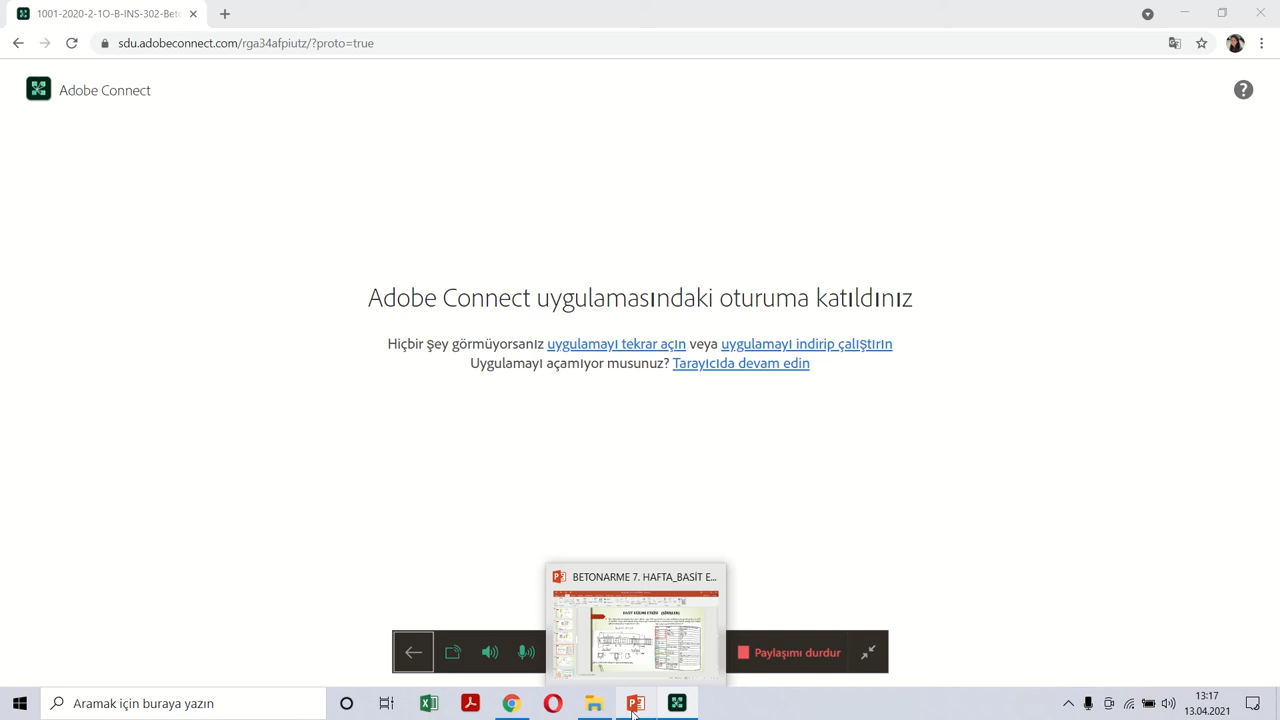 1001-2020-2-1O-B-INS-302-Beto
sdu.adobeconnect.com/rga34afpiutz/?proto=true
Adobe Connect
Adobe Connect uygulamasındaki oturuma katıldınız
Hiçbir şey görmüyorsanız uygulamayı tekrar açın veya uygulamayı indirip çalıştırın
Uygulamayı açamıyor musunuz? Tarayıcıda devam edin
BETONARME 7. HAFTA_BASİT E...
Paylaşımı durdur
Aramak için buraya yazın
13:17
13.04.2021